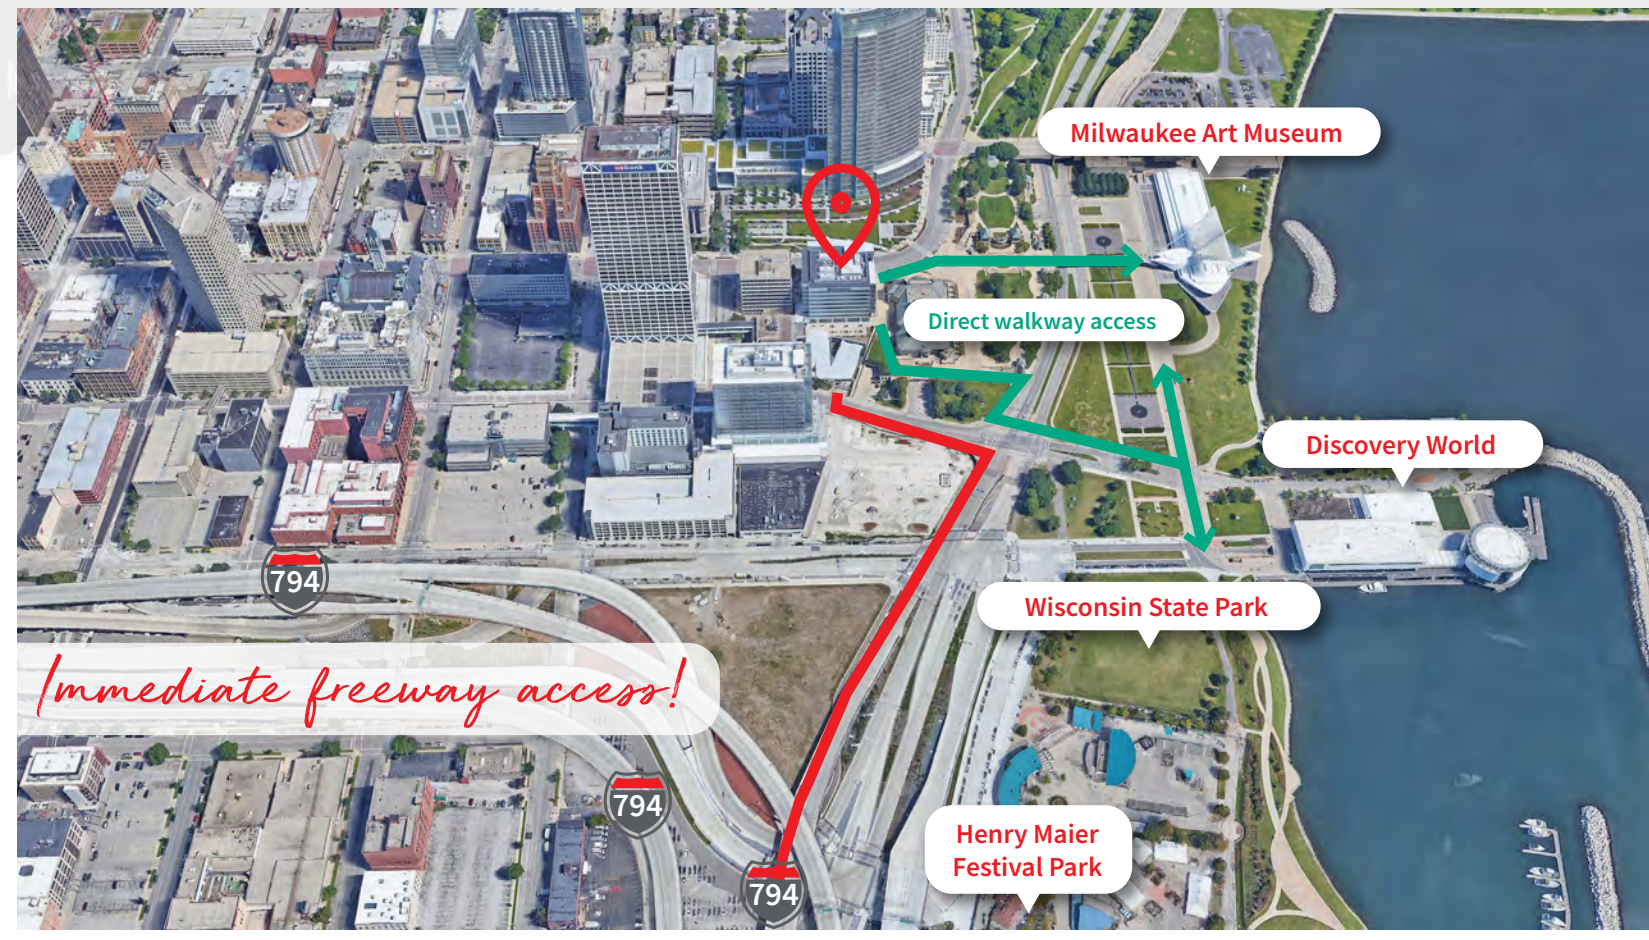 Milwaukee Art Museum
Direct walkway access
Discovery World
794
Wisconsin State Park
Immediate freeway access!
794
Henry Maier
Festival Park
794